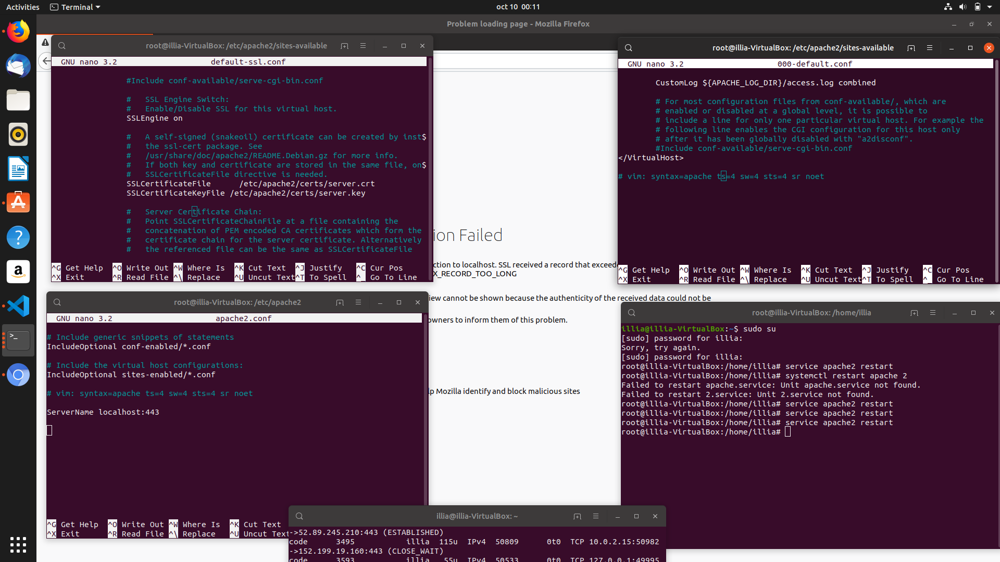 Activities
Terminal
oct 10 00:11
Problem loading page - Mozilla Firefox
root@illia-VirtualBox: /etc/apache2/sites-available
GNU nano 3.2 default-ssl.conf
#Include conf-available/serve-cgi-bin.conf
# SSL Engine Switch:
# Enable/Disable SSL for this virtual host.
SSLEngine on
# A self-signed (snakeoil) certificate can be created by inst$
# the ssl-cert package. See
# /usr/share/doc/apache2/README.Debian.gz for more info.
# If both key and certificate are stored in the same file, on$
# SSLCertificateFile directive is needed.
SSLCertificateFile /etc/apache2/certs/server.crt
SSLCertificateKeyFile /etc/apache2/certs/server.key
# Server Certificate Chain:
# Point SSLCertificateChainFile at a file containing the
# concatenation of PEM encoded CA certificates which form the
# certificate chain for the server certificate. Alternatively
# the referenced file can be the same as SSLCertificateFile
^G Get Help ^O Write Out ^W Where Is ^K Cut Text ^J Justify ^C Cur Pos
^X Exit ^R Read File ^\ Replace ^U Uncut Text ^T To Spell ^_ Go To Line
root@illia-VirtualBox: /etc/apache2/sites-available
GNU nano 3.2 000-default.conf
CustomLog ${APACHE_LOG_DIR}/access.log combined
# For most configuration files from conf-available/, which are
# enabled or disabled at a global level, it is possible to
# include a line for only one particular virtual host. For example the
# following line enables the CGI configuration for this host only
# after it has been globally disabled with "a2disconf".
#Include conf-available/serve-cgi-bin.conf
</VirtualHost>
# vim: syntax=apache ts=4 sw=4 sts=4 sr noet
^G Get Help ^O Write Out ^W Where Is ^K Cut Text ^J Justify ^C Cur Pos
^X Exit ^R Read File ^\ Replace ^U Uncut Text ^T To Spell ^_ Go To Line
ion Failed
ction to localhost. SSL received a record that exceed
X_RECORD_TOO_LONG
iew cannot be shown because the authenticity of the received data could not be
owners to inform them of this problem.
lp Mozilla identify and block malicious sites
root@illia-VirtualBox: /etc/apache2
GNU nano 3.2 apache2.conf
# Include generic snippets of statements
IncludeOptional conf-enabled/*.conf
# Include the virtual host configurations:
IncludeOptional sites-enabled/*.conf
# vim: syntax=apache ts=4 sw=4 sts=4 sr noet
ServerName localhost:443
^G Get Help ^O Write Out ^W Where Is ^K Cut Text
^X Exit ^R Read File ^\ Replace ^U Uncut Text
root@illia-VirtualBox: /home/illia
illia@illia-VirtualBox:~$ sudo su
[sudo] password for illia:
Sorry, try again.
[sudo] password for illia:
root@illia-VirtualBox:/home/illia# service apache2 restart
root@illia-VirtualBox:/home/illia# systemctl restart apache 2
Failed to restart apache.service: Unit apache.service not found.
Failed to restart 2.service: Unit 2.service not found.
root@illia-VirtualBox:/home/illia# service apache2 restart
root@illia-VirtualBox:/home/illia# service apache2 restart
root@illia-VirtualBox:/home/illia# service apache2 restart
root@illia-VirtualBox:/home/illia#
illia@illia-VirtualBox: ~
->52.89.245.210:443 (ESTABLISHED)
code 3495 illia 115u IPv4 50809 0t0 TCP 10.0.2.15:50982
->152.199.19.160:443 (CLOSE_WAIT)
code 3593 illia 55u IPv4 50533 0t0 TCP 127.0.0.1:49995